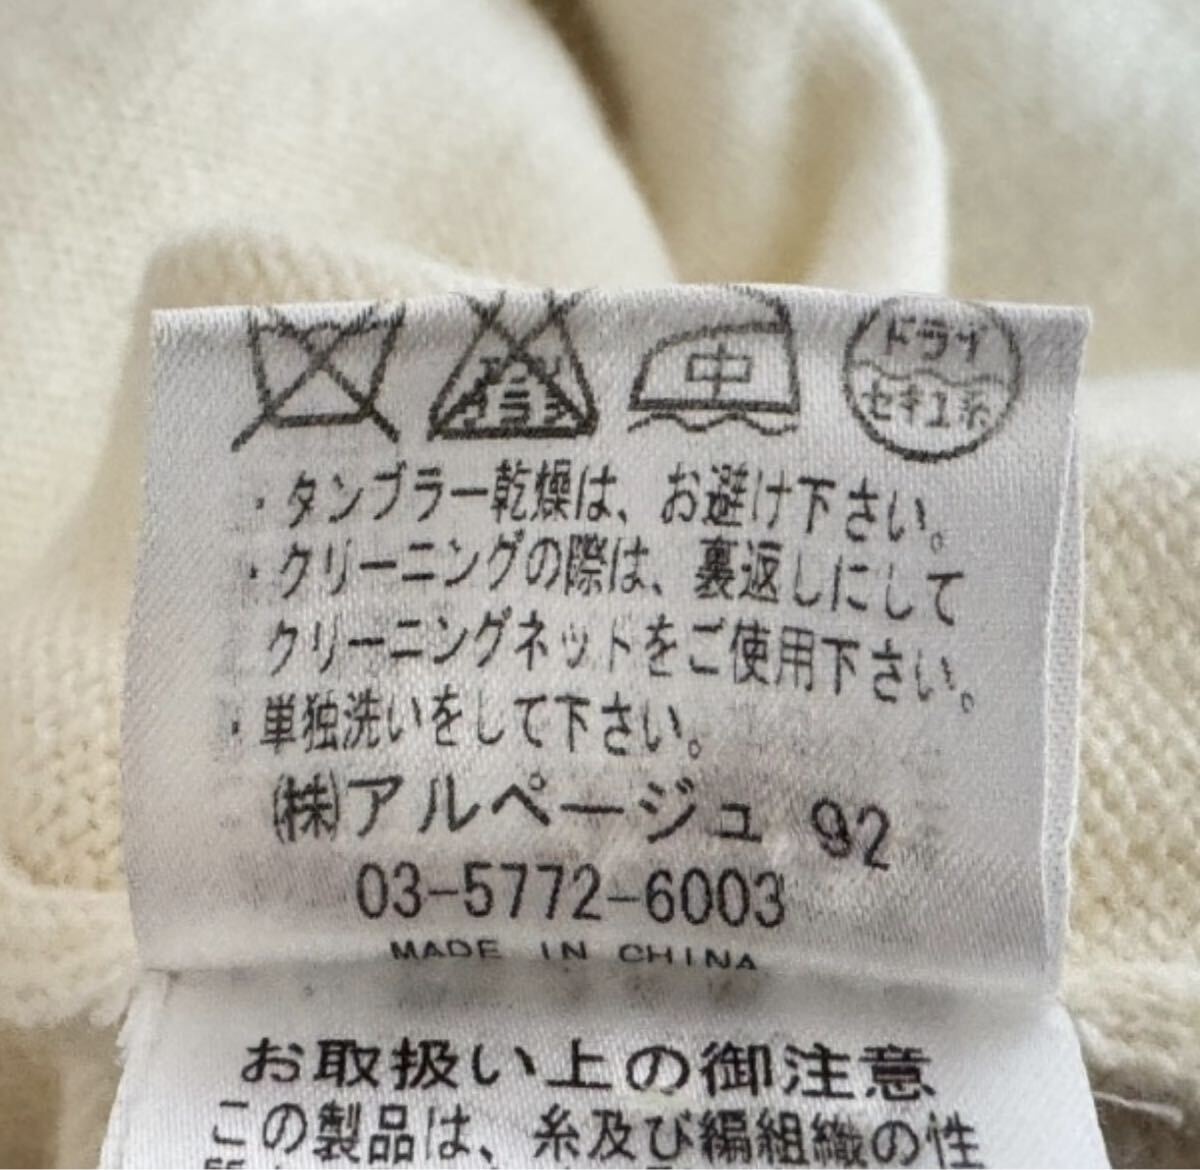 中 ドライ
セキユ系
・タンブラー乾燥は、お避け下さい。
・クリーニングの際は、裏返しにして
クリーニングネットをご使用下さい。
・単独洗いをして下さい。
㈱アルページュ 92
03-5772-6003
MADE IN CHINA
お取扱い上の御注意
この製品は、糸及び編組織の性